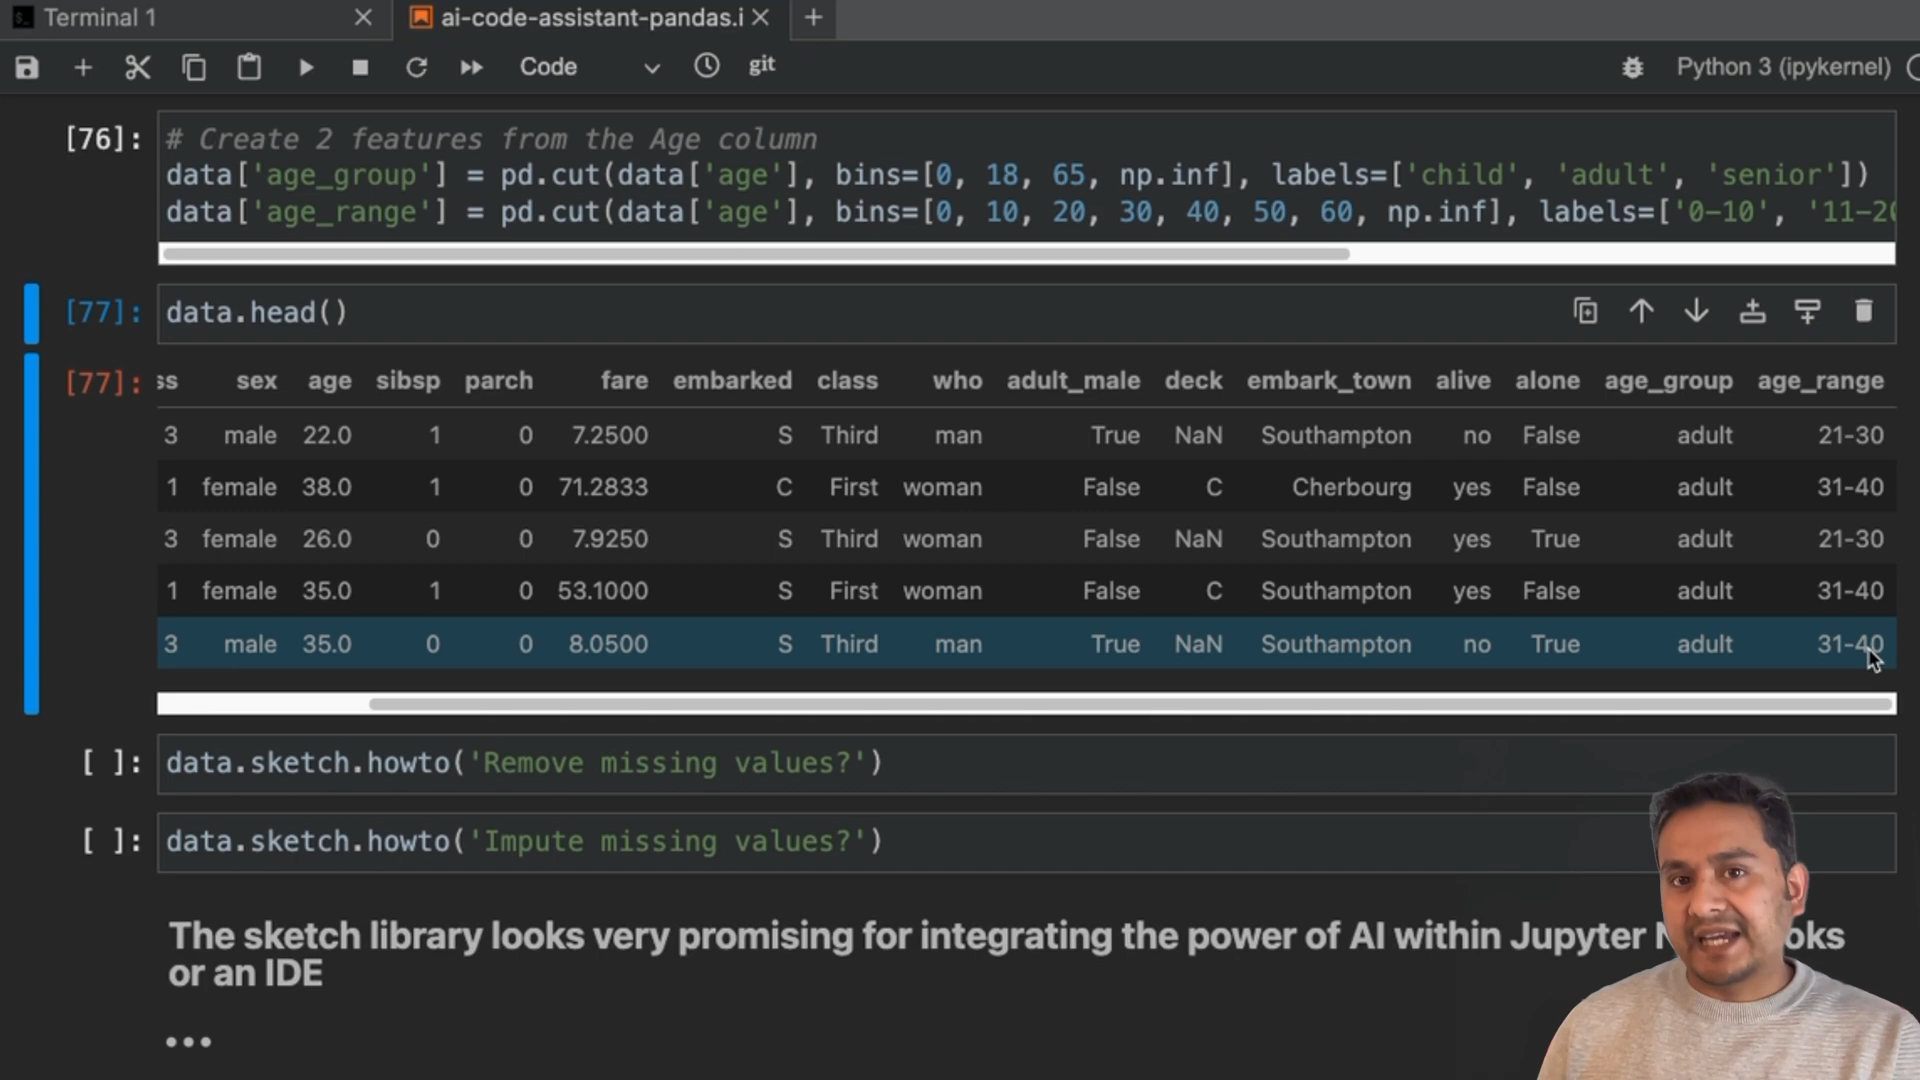 Terminal 1
ai-code-assistant-pandas.i
Code
git
Python 3 (ipykernel)
[76]:
# Create 2 features from the Age column
data['age_group'] = pd.cut(data['age'], bins=[0, 18, 65, np.inf], labels=['child', 'adult', 'senior'])
data['age_range'] = pd.cut(data['age'], bins=[0, 10, 20, 30, 40, 50, 60, np.inf], labels=['0-10', '11-20
[77]: data.head()
[77]: ss sex age sibsp parch fare embarked class who adult_male deck embark_town alive alone age_group age_range
3 male 22.0 1 0 7.2500 S Third man True NaN Southampton no False adult 21-30
1 female 38.0 1 0 71.2833 C First woman False C Cherbourg yes False adult 31-40
3 female 26.0 0 0 7.9250 S Third woman False NaN Southampton yes True adult 21-30
1 female 35.0 1 0 53.1000 S First woman False C Southampton yes False adult 31-40
3 male 35.0 0 0 8.0500 S Third man True NaN Southampton no True adult 31-40
[ ]: data.sketch.howto('Remove missing values?')
[ ]: data.sketch.howto('Impute missing values?')
The sketch library looks very promising for integrating the power of AI within Jupyter N ooks
or an IDE